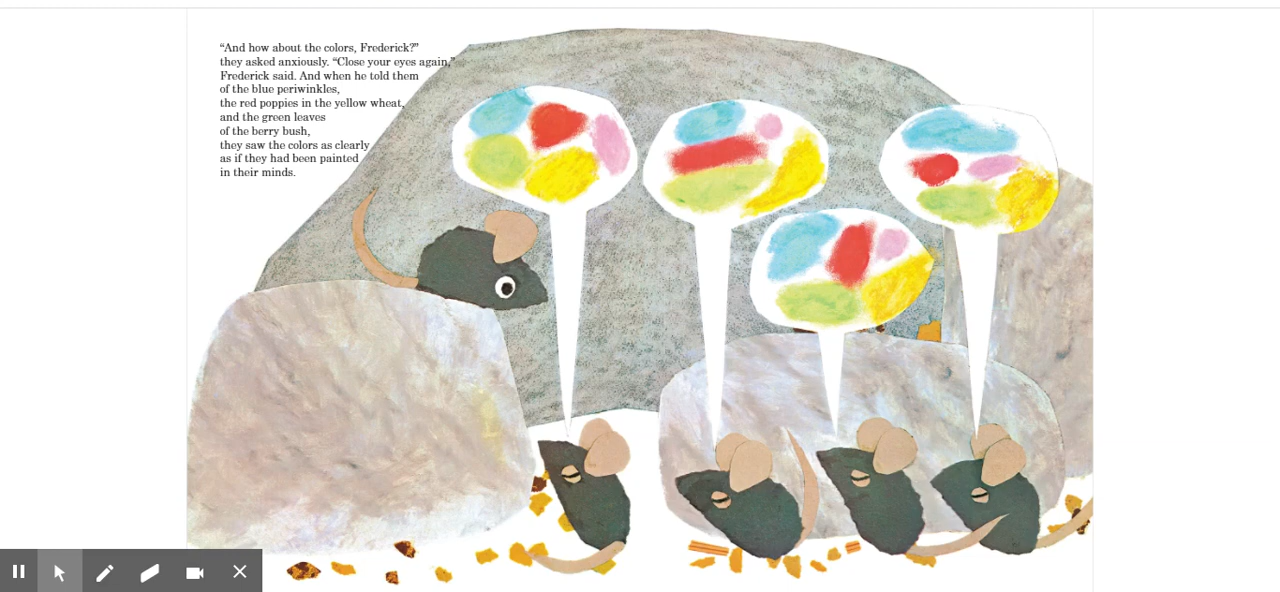 “And how about the colors, Frederick?”
they asked anxiously. “Close your eyes again,”
Frederick said. And when he told them
of the blue periwinkles,
the red poppies in the yellow wheat,
and the green leaves
of the berry bush,
they saw the colors as clearly
as if they had been painted
in their minds.